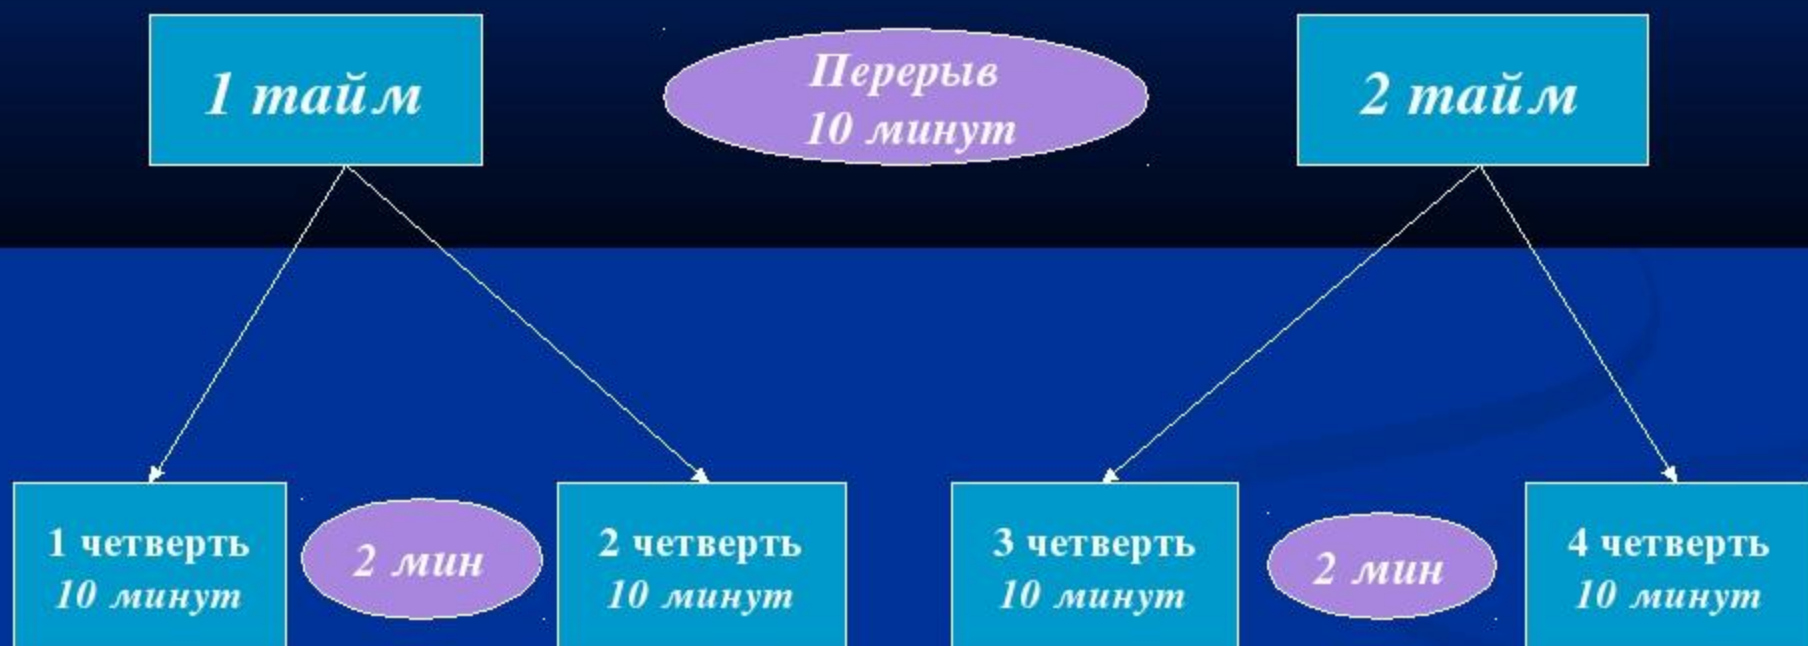 1 тайм
Перерыв
10 минут
2 тайм
1 четверть
10 минут
2 мин
2 четверть
10 минут
3 четверть
10 минут
2 мин
4 четверть
10 минут